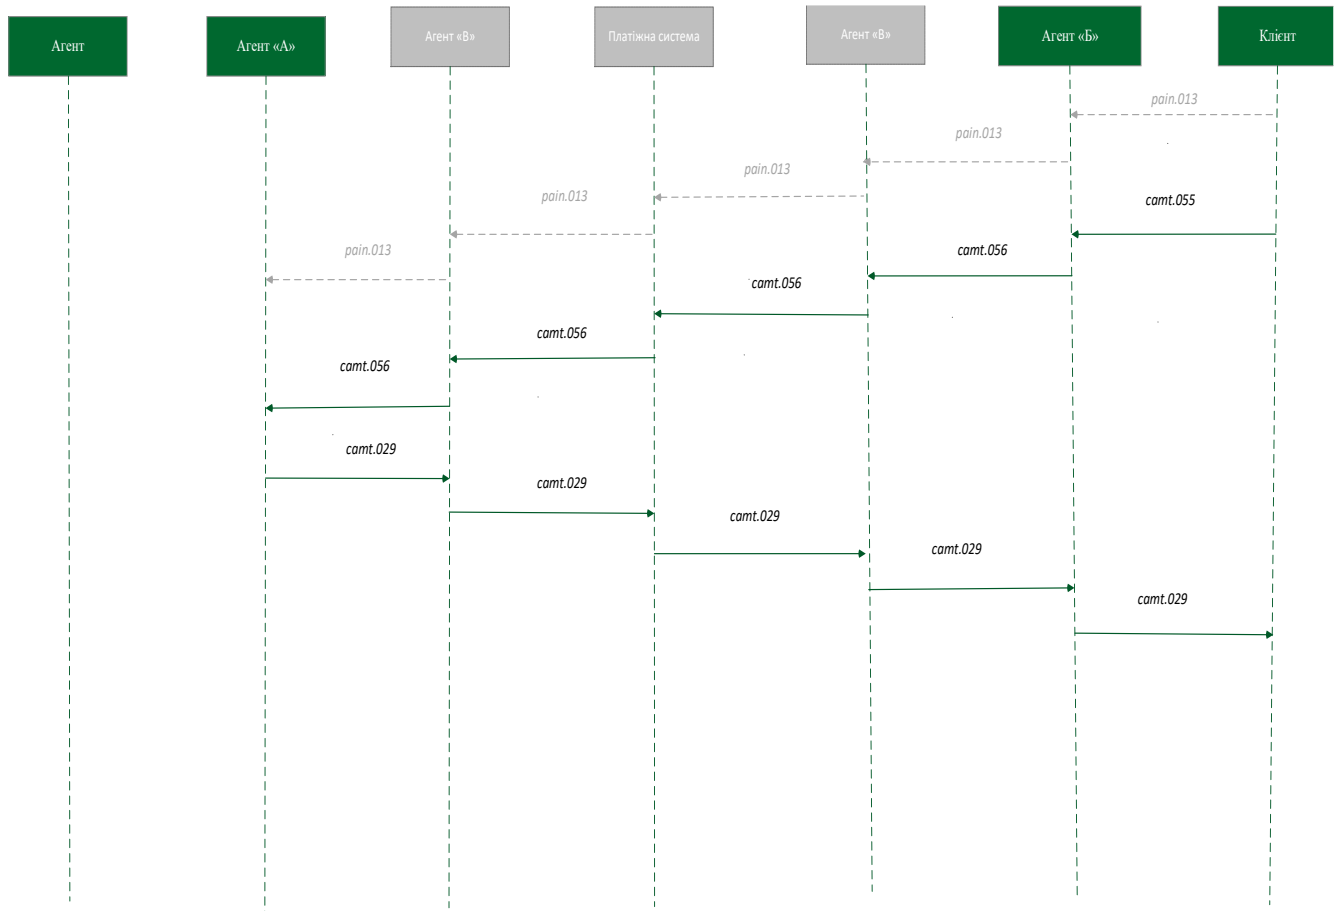 Агент
Агент «А»
Агент «В»
Платіжна система
Агент «В»
Агент «Б»
Клієнт
pain.013
pain.013
pain.013
pain.013
camt.055
pain.013
camt.056
camt.056
camt.056
camt.056
camt.029
camt.029
camt.029
camt.029
camt.029